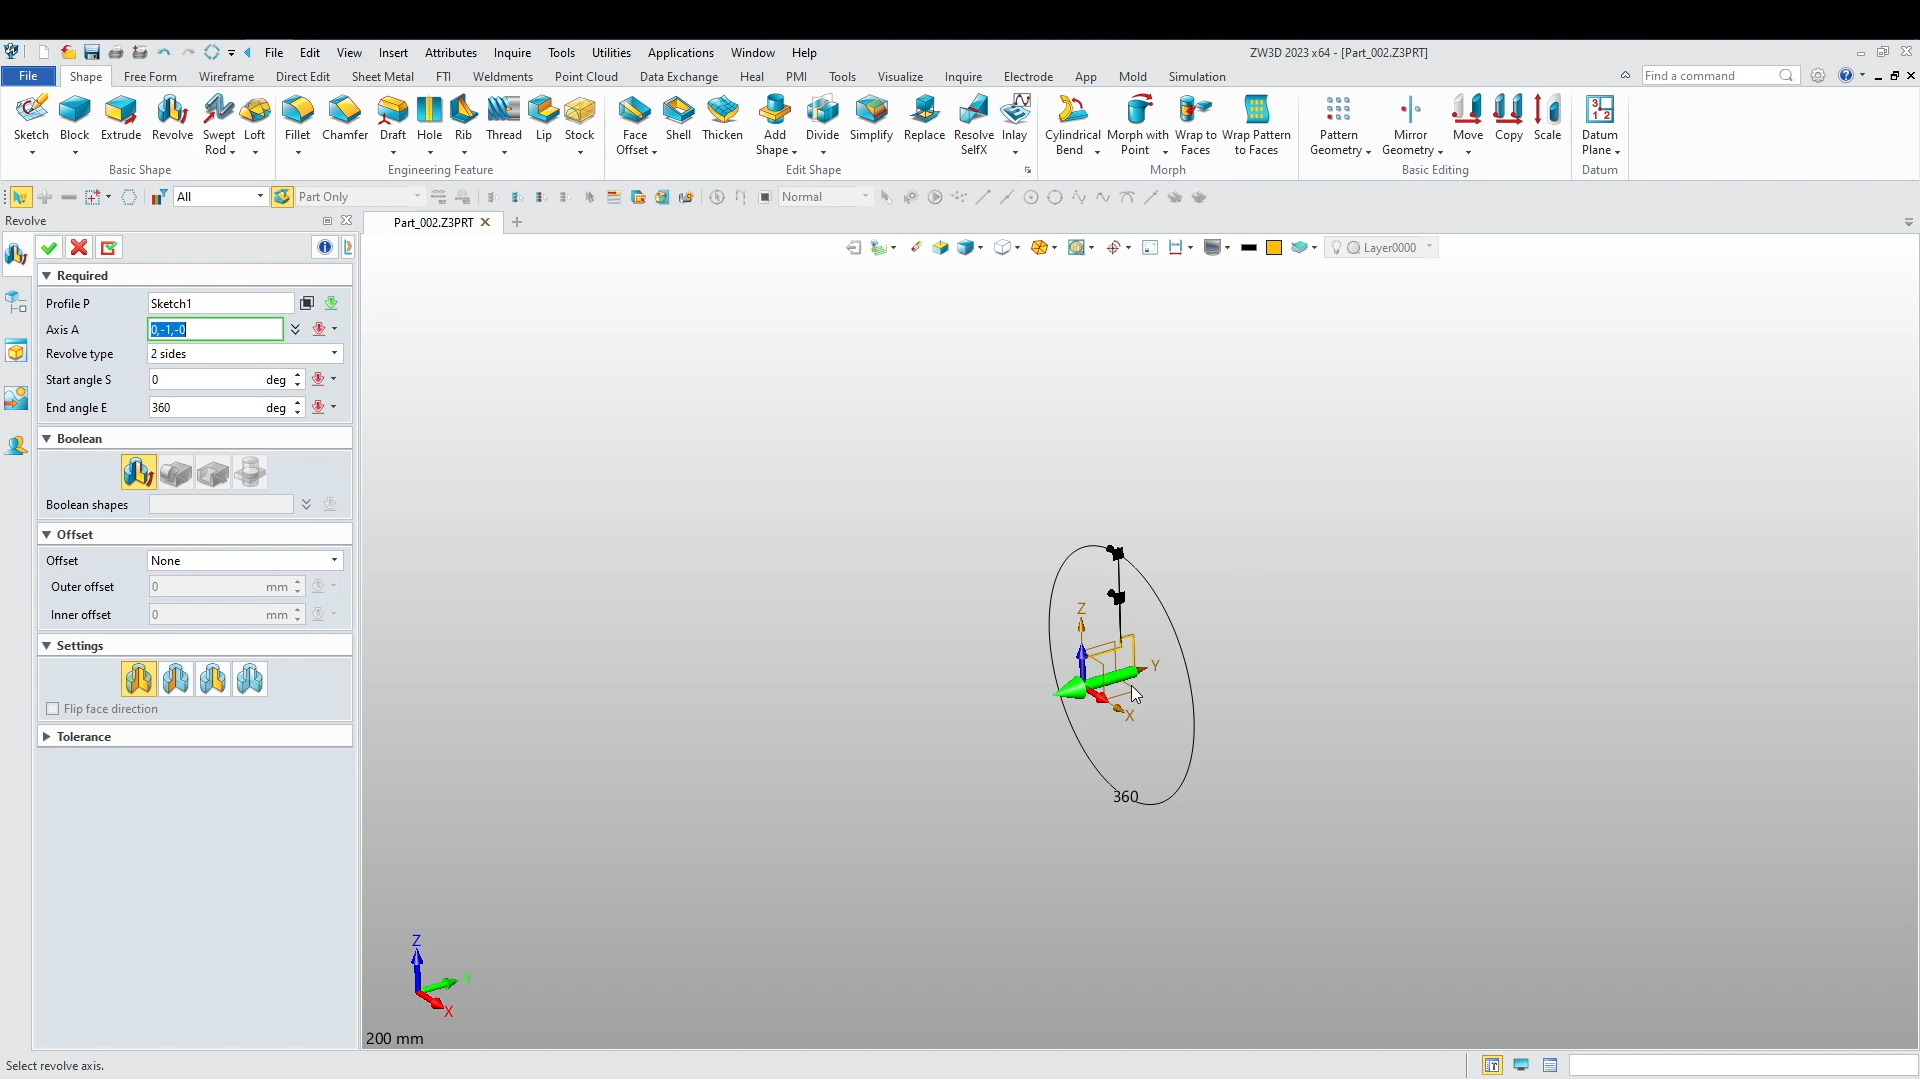 File Edit View Insert Attributes Inquire Tools Utilities Applications Window Help
ZW3D 2023 x64 - [Part_002.Z3PRT]
File Shape Free Form Wireframe Direct Edit Sheet Metal FTI Weldments Point Cloud Data Exchange Heal PMI Tools Visualize Inquire Electrode App Mold Simulation
Find a command
Sketch Block Extrude Revolve Swept Rod Loft
Basic Shape
Fillet Chamfer Draft Hole Rib Thread Lip Stock
Engineering Feature
Face Offset Shell Thicken Add Shape Divide Simplify Replace Resolve SelfX Inlay
Edit Shape
Cylindrical Bend Morph with Point Wrap to Faces Wrap Pattern to Faces
Morph
Pattern Geometry Mirror Geometry Move Copy Scale
Basic Editing
Datum Plane
Datum
All
Part Only
Normal
Revolve
Part_002.Z3PRT
Layer0000
Required
Profile P Sketch1
Axis A 0,-1,-0
Revolve type 2 sides
Start angle S 0 deg
End angle E 360 deg
Boolean
Boolean shapes
Offset
Offset None
Outer offset 0 mm
Inner offset 0 mm
Settings
Flip face direction
Tolerance
Z
Y
X
360
Z
Y
X
200 mm
Select revolve axis.